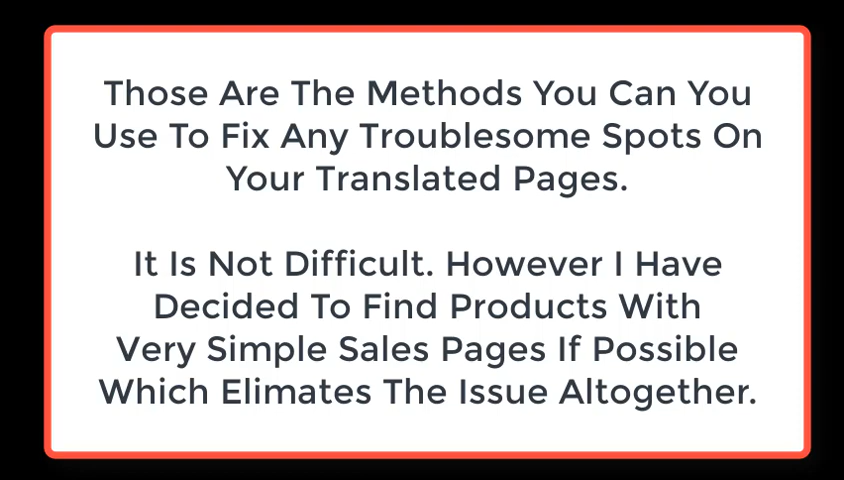 Those Are The Methods You Can You
Use To Fix Any Troublesome Spots On
Your Translated Pages.
It Is Not Difficult. However I Have
Decided To Find Products With
Very Simple Sales Pages If Possible
Which Elimates The Issue Altogether.